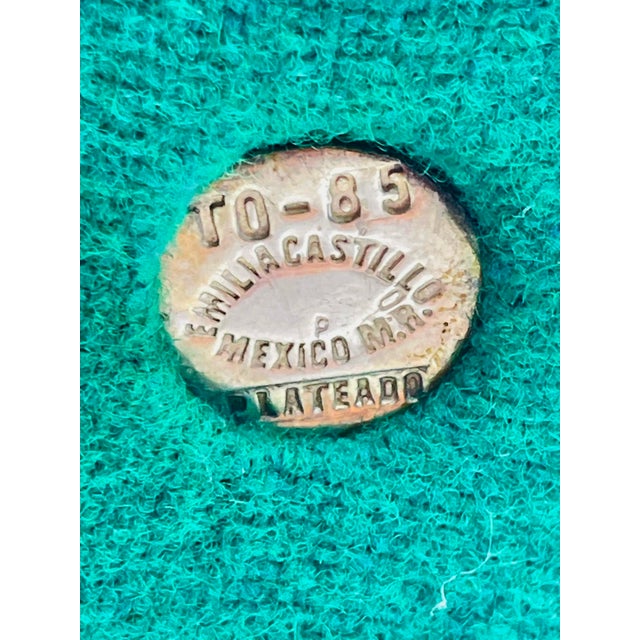 TO-85
EMILIA CASTILLO
P
MEXICO M.R.
PLATEADO